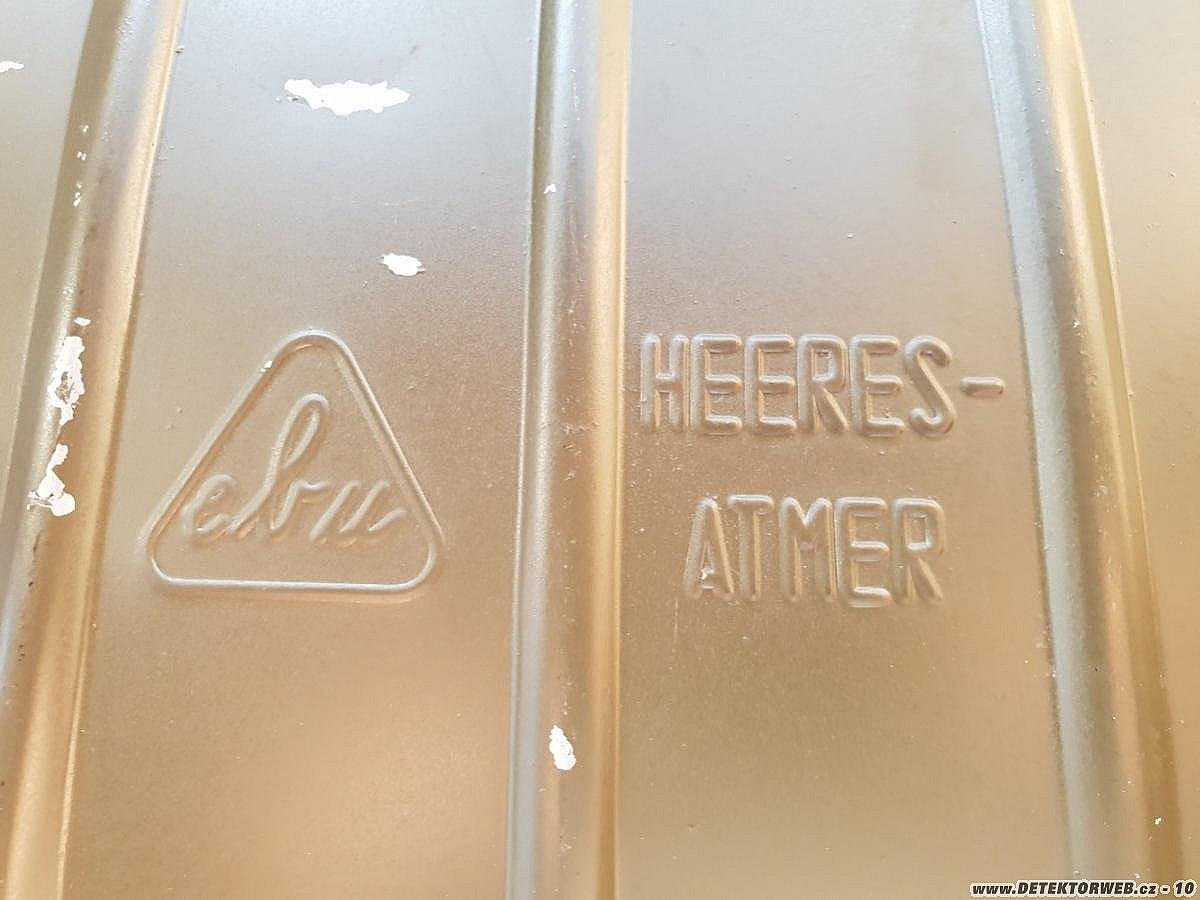 ebu
HEERES-
ATMER
www.DETEKTORWEB.cz - 10